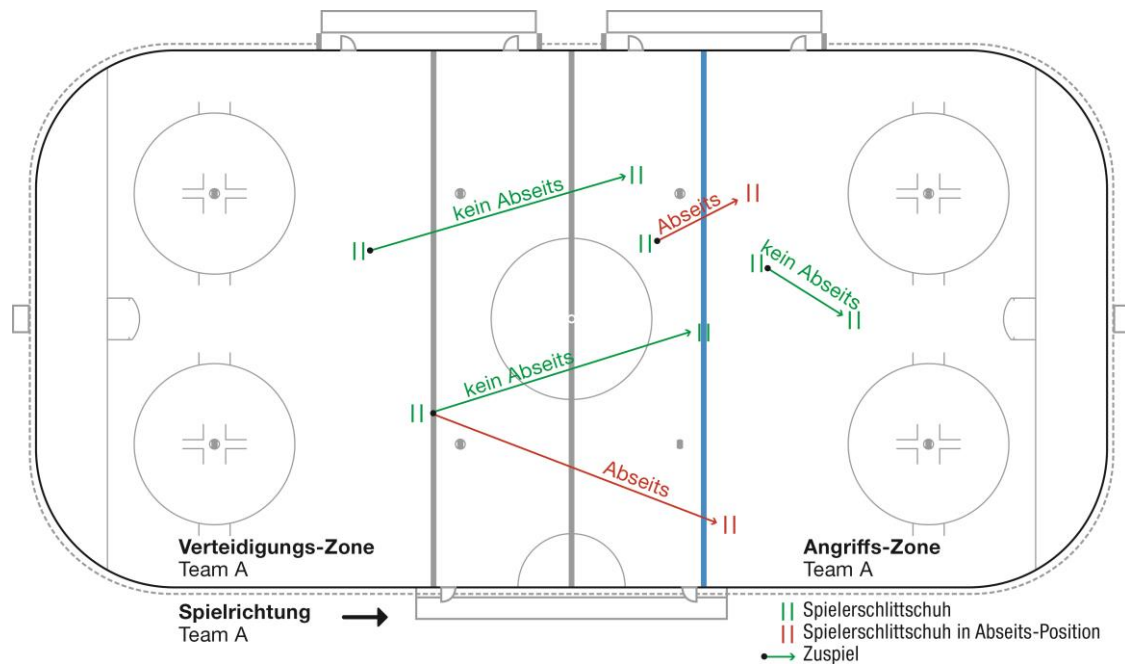 kein Abseits
Abseits
kein Abseits
kein Abseits
Abseits
Verteidigungs-Zone
Team A
Angriffs-Zone
Team A
Spielrichtung
Team A
Spielerschlittschuh
Spielerschlittschuh in Abseits-Position
Zuspiel